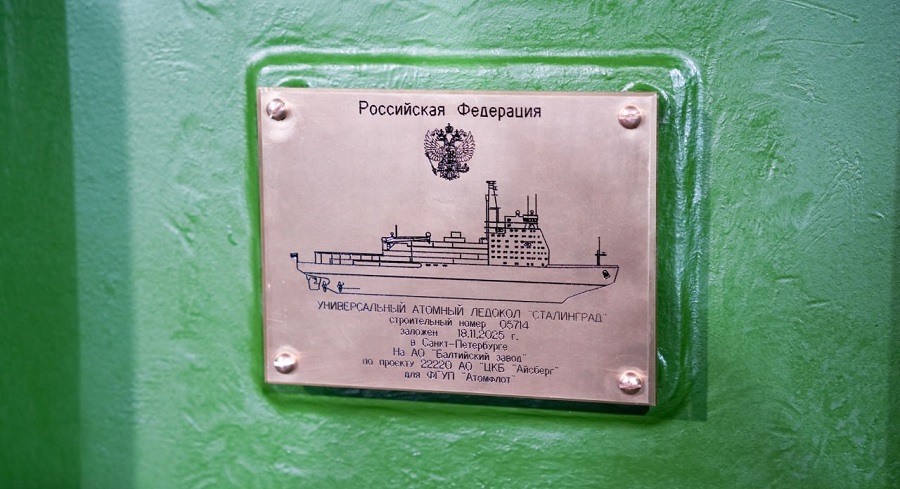 Российская Федерация
УНИВЕРСАЛЬНЫЙ АТОМНЫЙ ЛЕДОКОЛ "СТАЛИНГРАД"
строительный номер 05714
заложен 18.11.2025 г.
в Санкт-Петербурге
На АО "Балтийский завод"
по проекту 22220 АО "ЦКБ "Айсберг"
для ФГУП "Атомфлот"